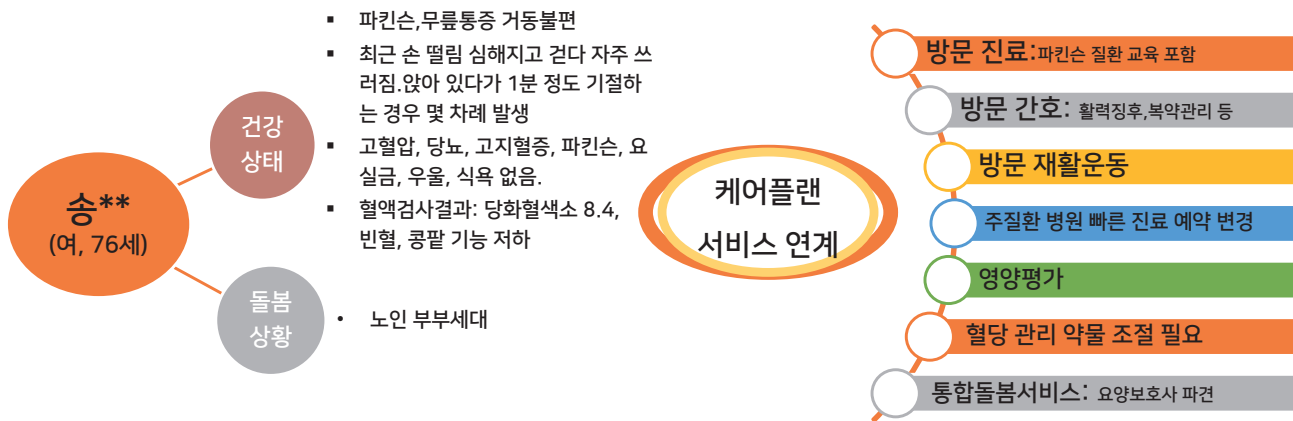 송**
(여, 76세)
건강
상태
▪ 파킨슨,무릎통증 거동불편
▪ 최근 손 떨림 심해지고 걷다 자주 쓰
러짐.앉아 있다가 1분 정도 기절하
는 경우 몇 차례 발생
▪ 고혈압, 당뇨, 고지혈증, 파킨슨, 요
실금, 우울, 식욕 없음.
▪ 혈액검사결과: 당화혈색소 8.4,
빈혈, 콩팥 기능 저하
돌봄
상황
• 노인 부부세대
케어플랜
서비스 연계
방문 진료:파킨슨 질환 교육 포함
방문 간호: 활력징후,복약관리 등
방문 재활운동
주질환 병원 빠른 진료 예약 변경
영양평가
혈당 관리 약물 조절 필요
통합돌봄서비스: 요양보호사 파견